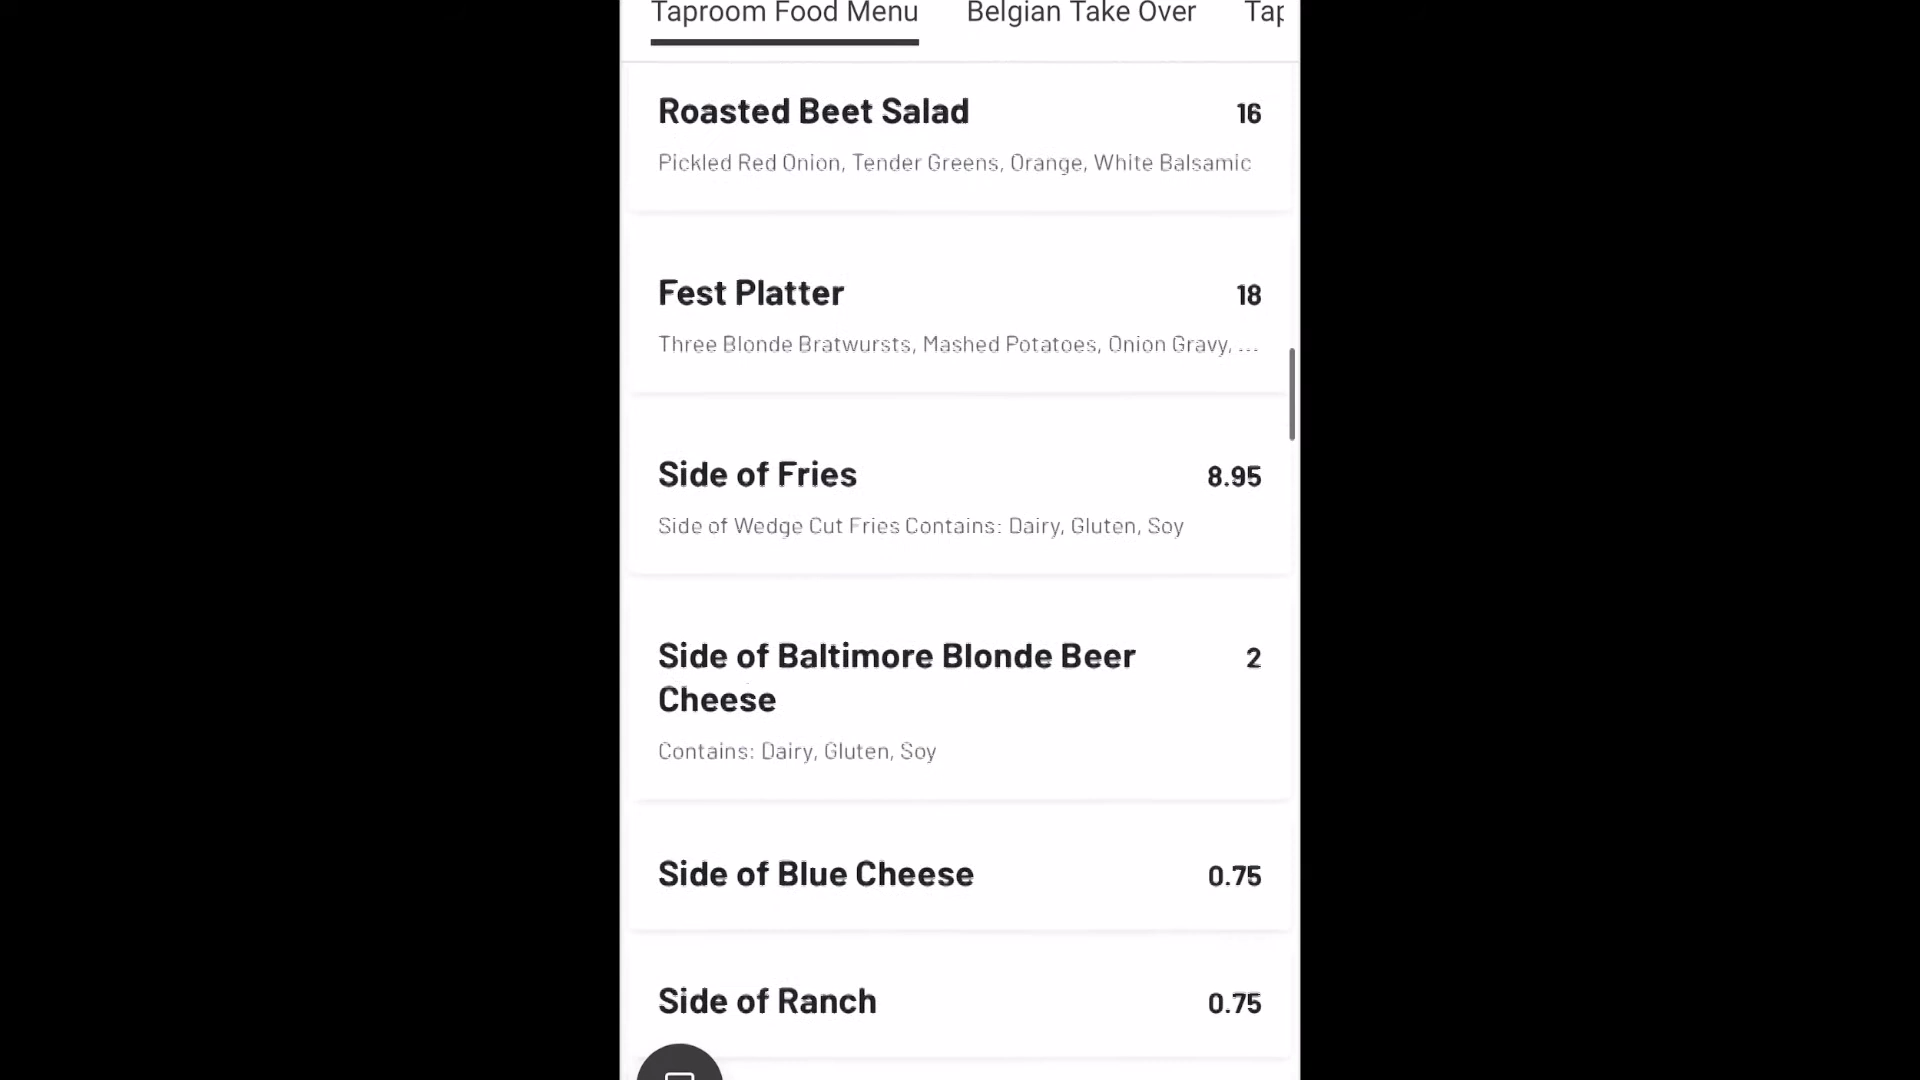 Taproom Food Menu Belgian Take Over Tap
Roasted Beet Salad 16
Pickled Red Onion, Tender Greens, Orange, White Balsamic
Fest Platter 18
Three Blonde Bratwursts, Mashed Potatoes, Onion Gravy, ...
Side of Fries 8.95
Side of Wedge Cut Fries Contains: Dairy, Gluten, Soy
Side of Baltimore Blonde Beer 2
Cheese
Contains: Dairy, Gluten, Soy
Side of Blue Cheese 0.75
Side of Ranch 0.75